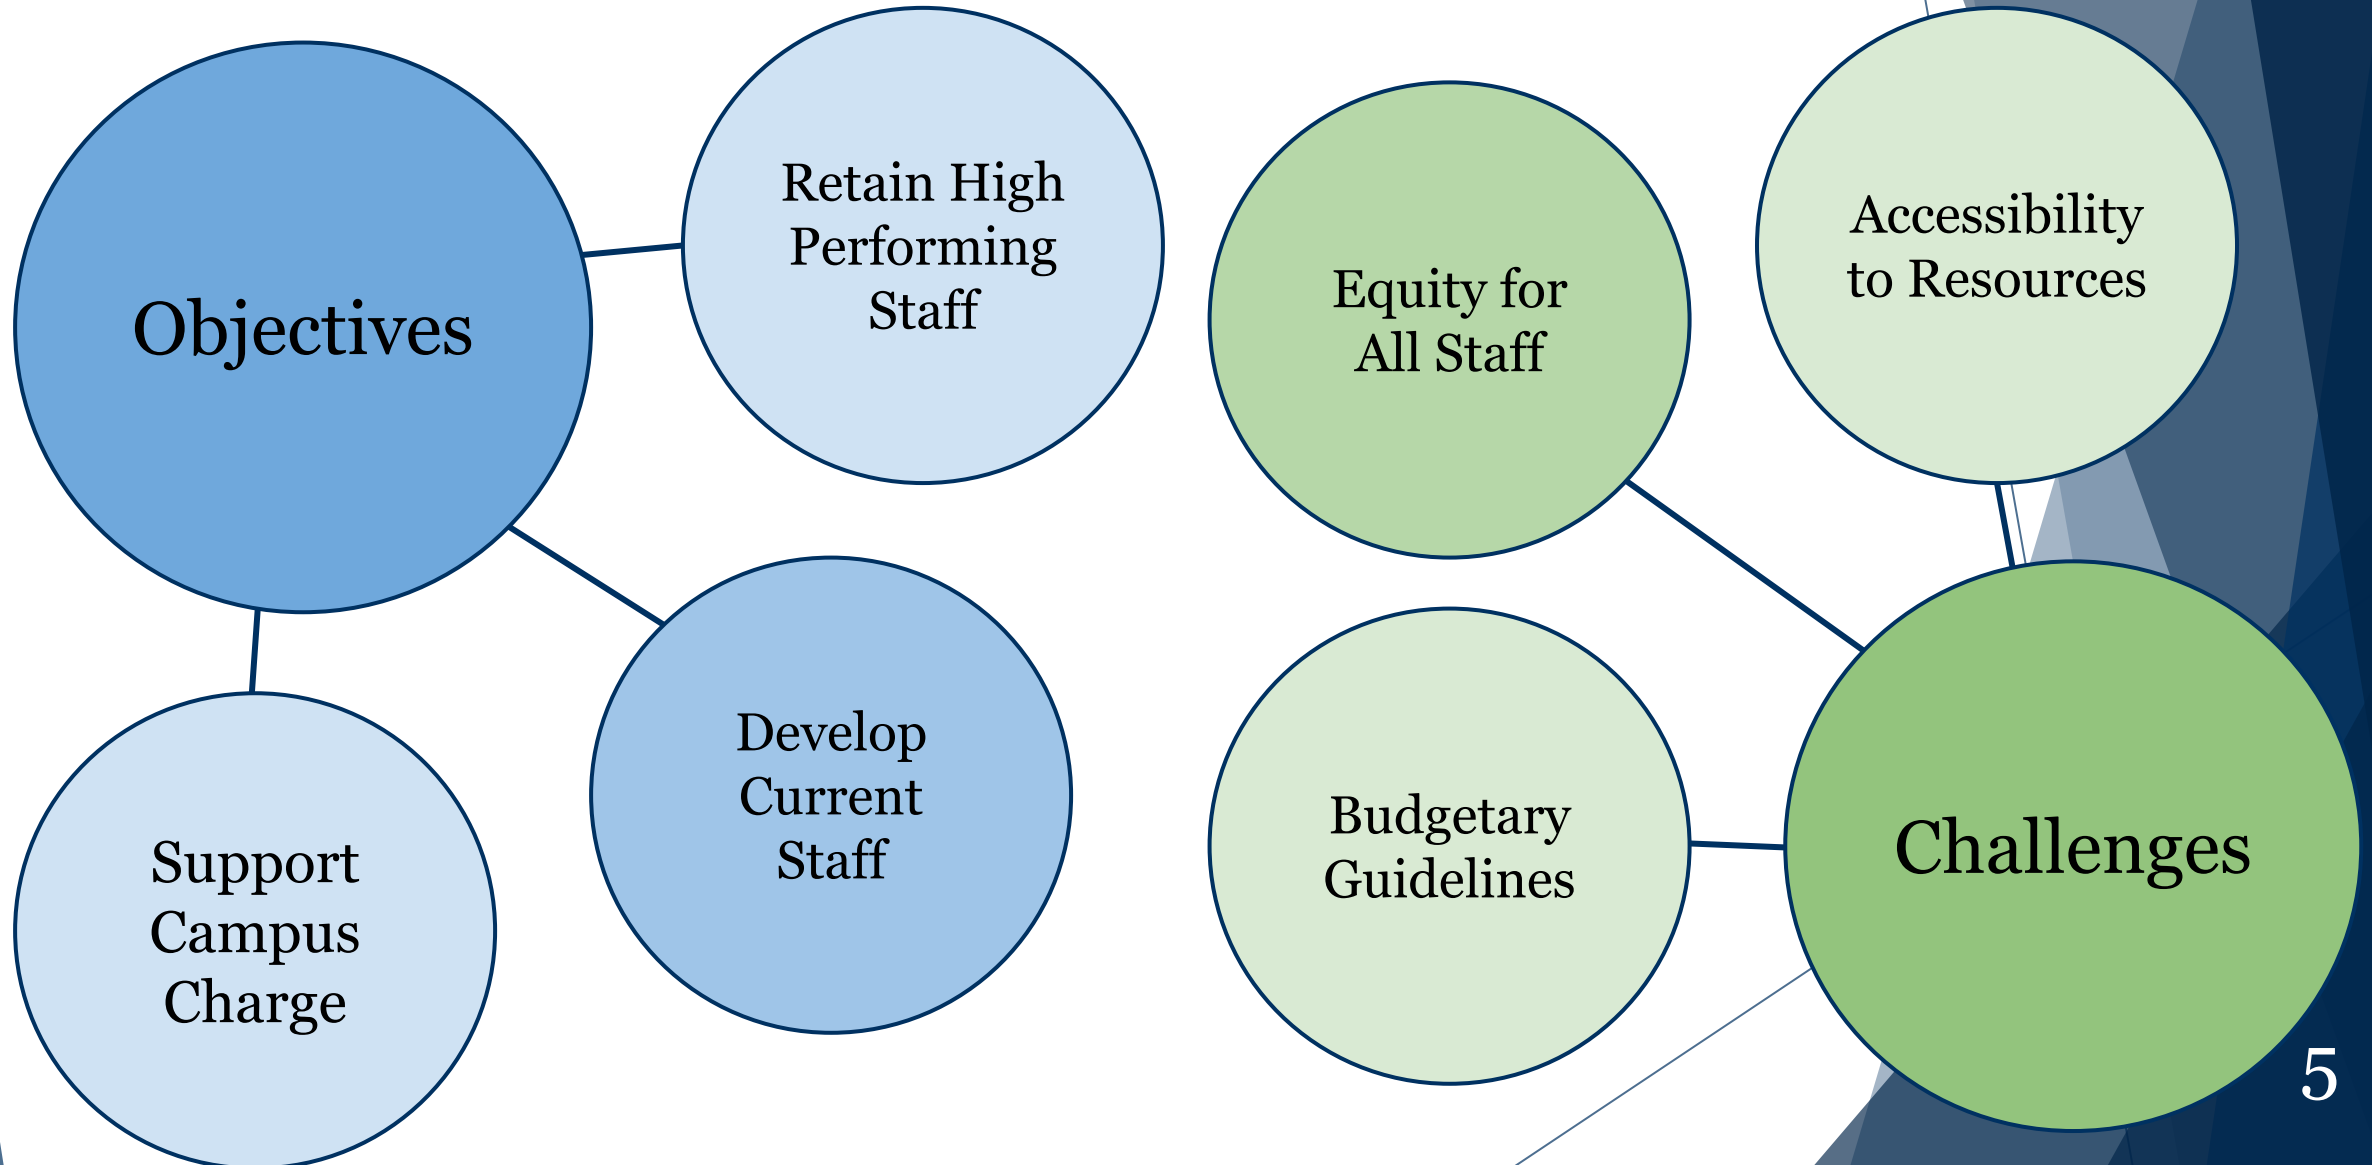 Objectives
Retain High
Performing
Staff
Develop
Current
Staff
Support
Campus
Charge
Equity for
All Staff
Accessibility
to Resources
Budgetary
Guidelines
Challenges
5